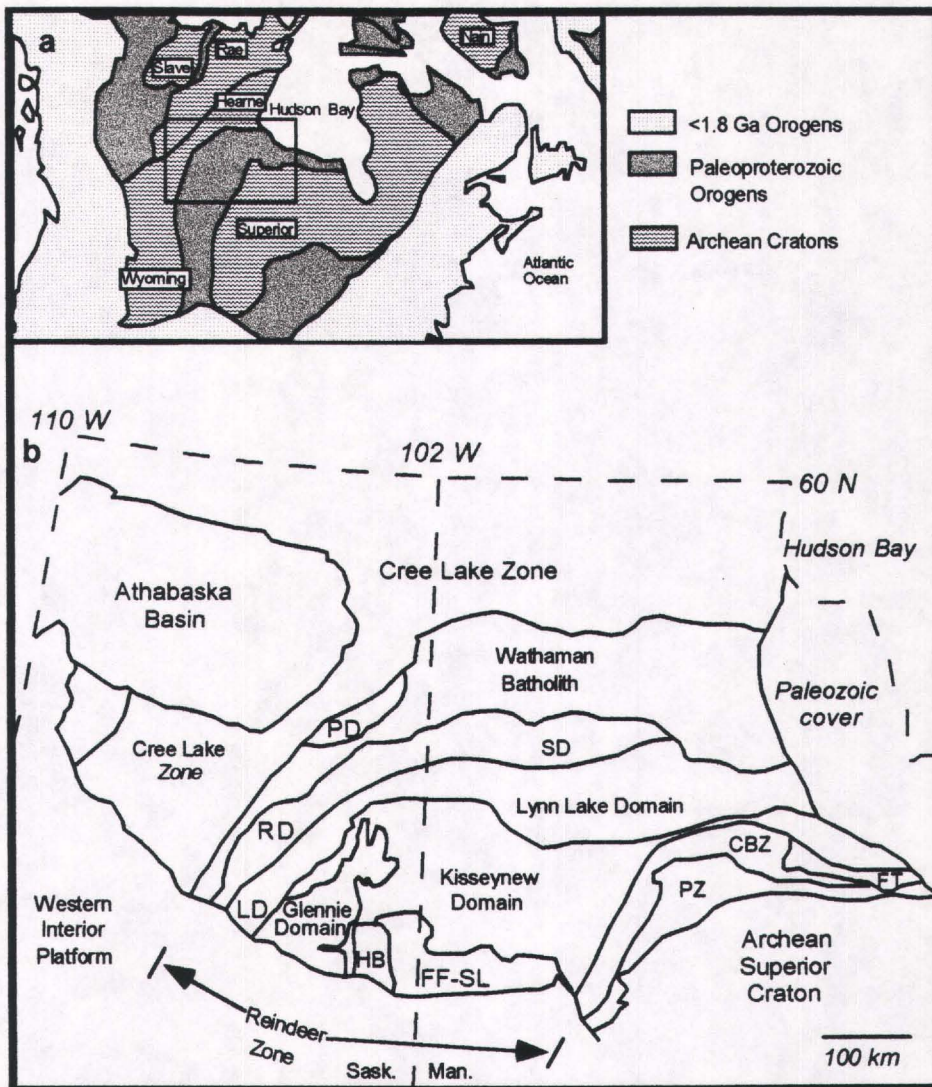 a
Rae
Slave
Nan
Hearne
Hudson Bay
Superior
Wyoming
Atlantic
Ocean
<1.8 Ga Orogens
Paleoproterozoic
Orogens
Archean Cratons
b
110 W
102 W
60 N
Hudson Bay
Cree Lake Zone
Athabaska
Basin
Wathaman
Batholith
Paleozoic
cover
PD
Cree Lake
Zone
SD
Lynn Lake Domain
RD
CBZ
FT
Kisseynew
Domain
PZ
LD
Glennie
Domain
Western
Interior
Platform
HB
FF-SL
Archean
Superior
Craton
Reindeer
Zone
Sask.
Man.
100 km